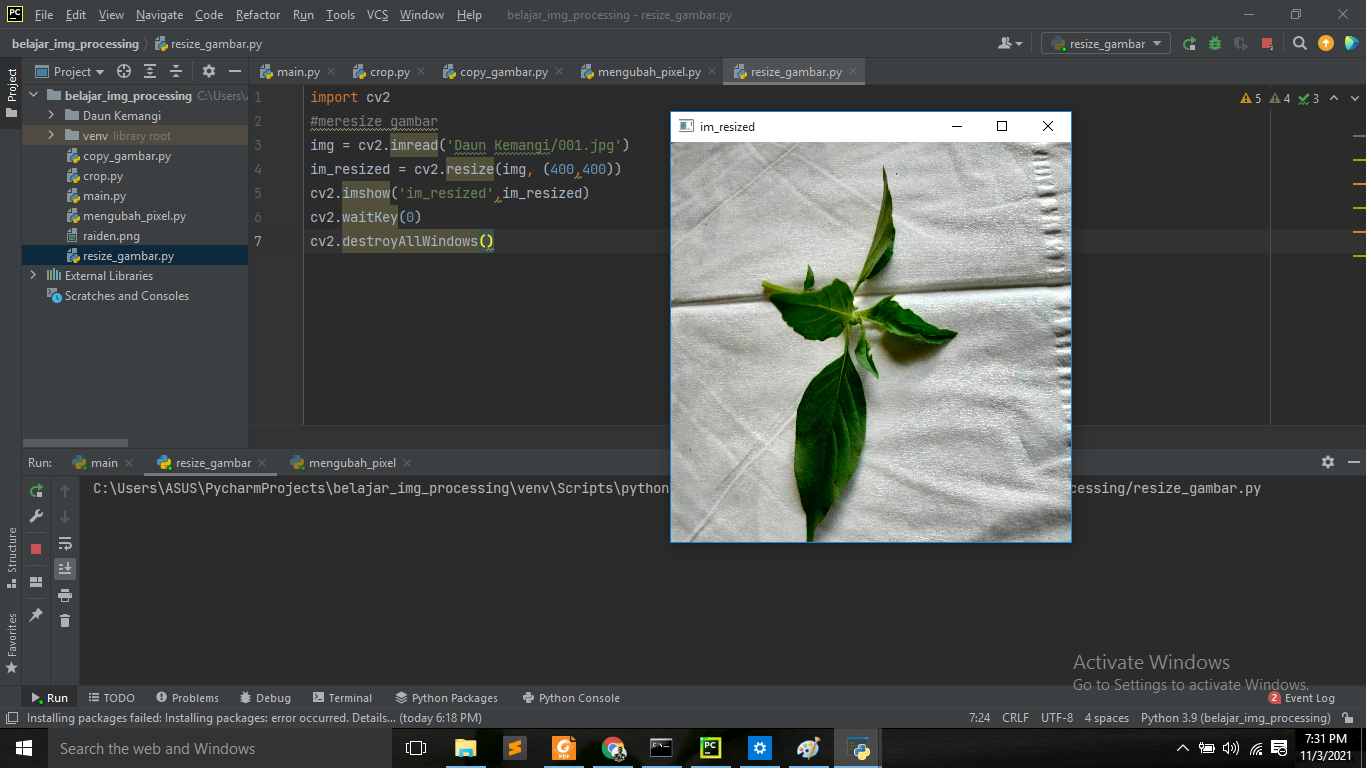 PC File Edit View Navigate Code Refactor Run Tools VCS Window Help belajar_img_processing - resize_gambar.py
belajar_img_processing resize_gambar.py resize_gambar
Project Project main.py crop.py copy_gambar.py mengubah_pixel.py resize_gambar.py
belajar_img_processing C:\Users\
Daun Kemangi
venv library root
copy_gambar.py
crop.py
main.py
mengubah_pixel.py
raiden.png
resize_gambar.py
External Libraries
Scratches and Consoles
1 import cv2
2 #meresize gambar
3 img = cv2.imread('Daun Kemangi/001.jpg')
4 im_resized = cv2.resize(img, (400,400))
5 cv2.imshow('im_resized',im_resized)
6 cv2.waitKey(0)
7 cv2.destroyAllWindows()
5 4 3
im_resized
Run: main resize_gambar mengubah_pixel
C:\Users\ASUS\PycharmProjects\belajar_img_processing\venv\Scripts\python
cessing/resize_gambar.py
Structure
Favorites
Activate Windows
Go to Settings to activate Windows.
Run TODO Problems Debug Terminal Python Packages Python Console 2 Event Log
Installing packages failed: Installing packages: error occurred. Details... (today 6:18 PM) 7:24 CRLF UTF-8 4 spaces Python 3.9 (belajar_img_processing)
Search the web and Windows
7:31 PM
11/3/2021